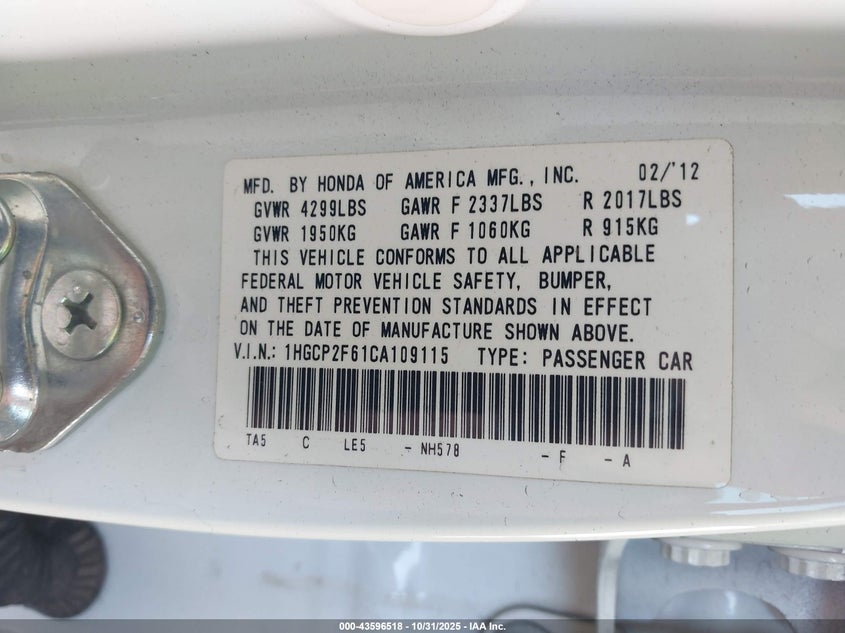 MFD. BY HONDA OF AMERICA MFG., INC. 02/'12
GVWR 4299LBS GAWR F 2337LBS R 2017LBS
GVWR 1950KG GAWR F 1060KG R 915KG
THIS VEHICLE CONFORMS TO ALL APPLICABLE
FEDERAL MOTOR VEHICLE SAFETY, BUMPER,
AND THEFT PREVENTION STANDARDS IN EFFECT
ON THE DATE OF MANUFACTURE SHOWN ABOVE.
V.I.N.: 1HGCP2F61CA109115 TYPE: PASSENGER CAR
TA5 C LE5 - NH578 - F - A
000-43596518 - 10/31/2025 - IAA Inc.